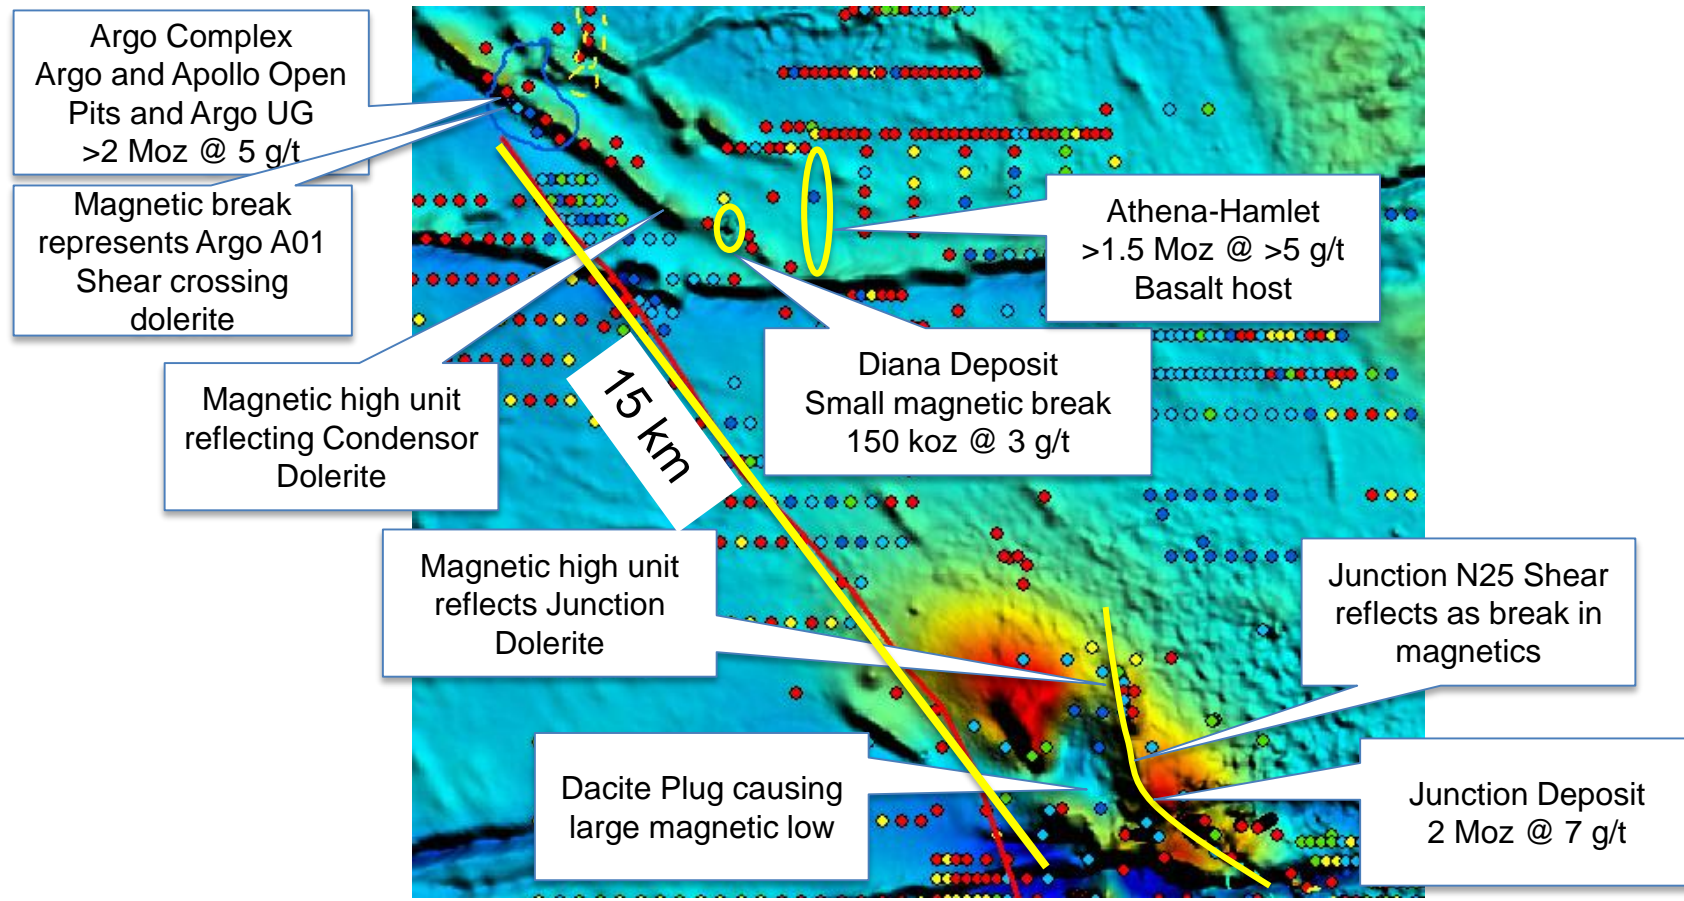 Argo Complex
Argo and Apollo Open
Pits and Argo UG
>2 Moz @ 5 g/t
Magnetic break
represents Argo A01
Shear crossing
dolerite
Athena-Hamlet
>1.5 Moz @ >5 g/t
Basalt host
Diana Deposit
Small magnetic break
150 koz @ 3 g/t
Magnetic high unit
reflecting Condensor
Dolerite
15 km
Magnetic high unit
reflects Junction
Dolerite
Junction N25 Shear
reflects as break in
magnetics
Dacite Plug causing
large magnetic low
Junction Deposit
2 Moz @ 7 g/t